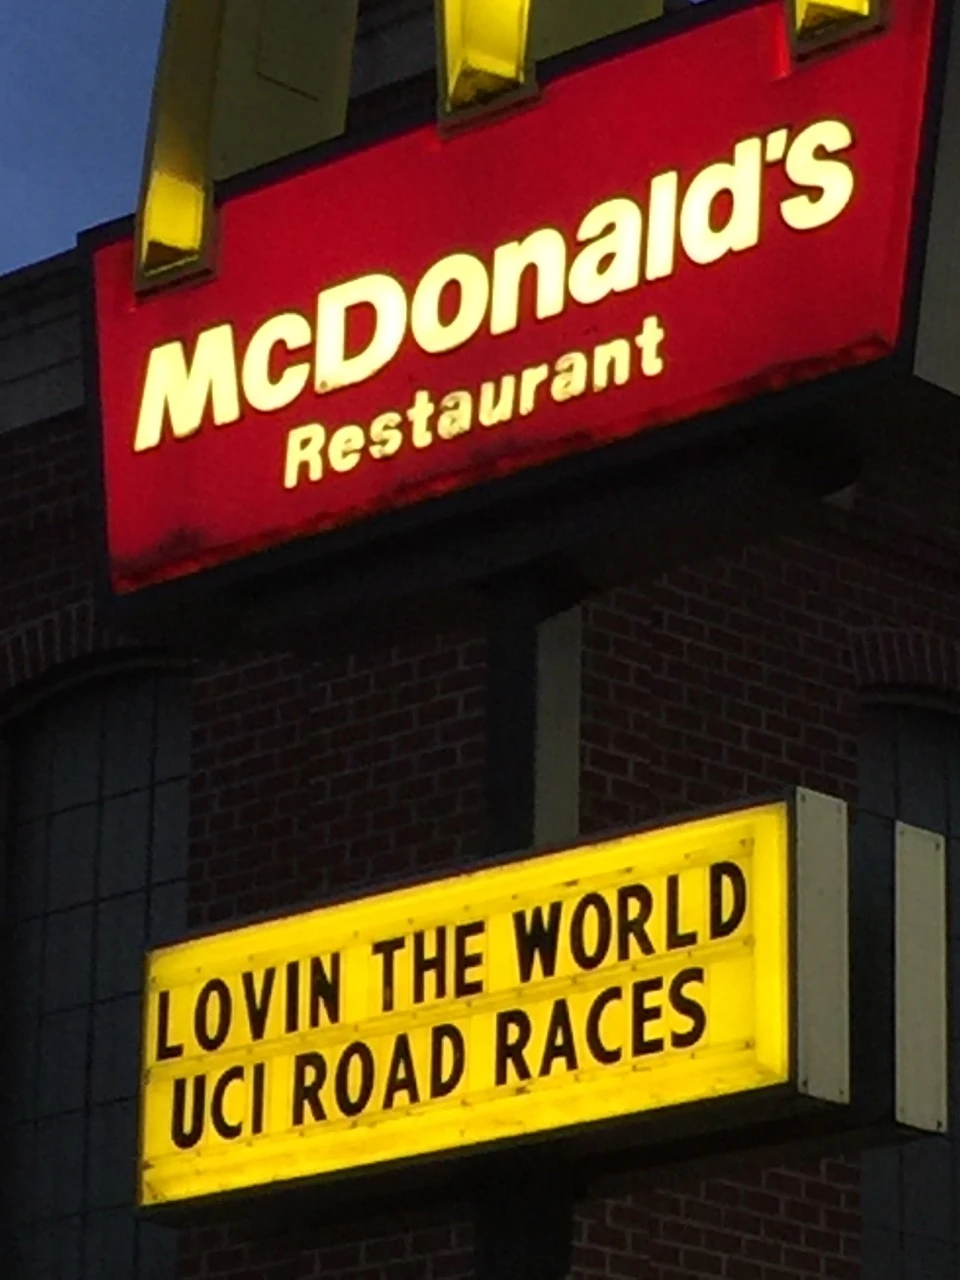 McDonald's
Restaurant
LOVIN THE WORLD
UCI ROAD RACES